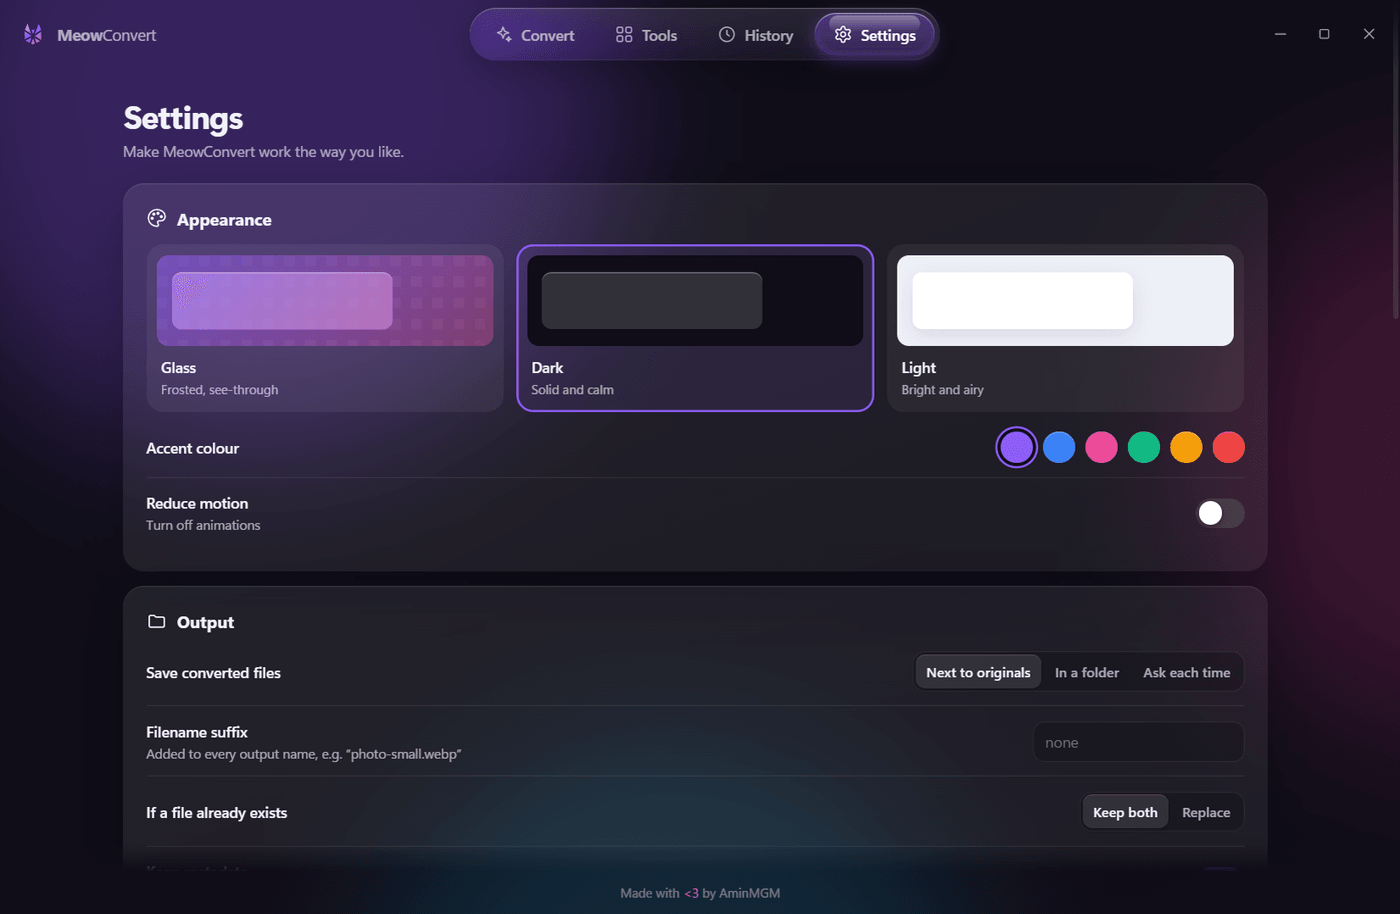 MeowConvert
Convert
Tools
History
Settings
Settings
Make MeowConvert work the way you like.
Appearance
Glass
Frosted, see-through
Dark
Solid and calm
Light
Bright and airy
Accent colour
Reduce motion
Turn off animations
Output
Save converted files
Next to originals
In a folder
Ask each time
Filename suffix
Added to every output name, e.g. “photo-small.webp”
none
If a file already exists
Keep both
Replace
Made with <3 by AminMGM